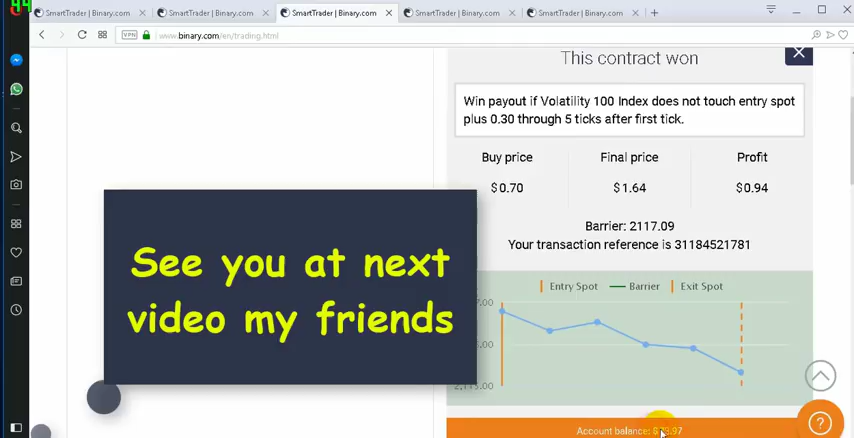 SmartTrader | Binary.com
SmartTrader | Binary.com
SmartTrader | Binary.com
SmartTrader | Binary.com
SmartTrader | Binary.com
VPN
www.binary.com/en/trading.html
This contract won
Win payout if Volatility 100 Index does not touch entry spot
plus 0.30 through 5 ticks after first tick.
Buy price
Final price
Profit
$0.70
$1.64
$0.94
Barrier: 2117.09
Your transaction reference is 31184521781
Entry Spot
Barrier
Exit Spot
See you at next
video my friends
Account balance:
?